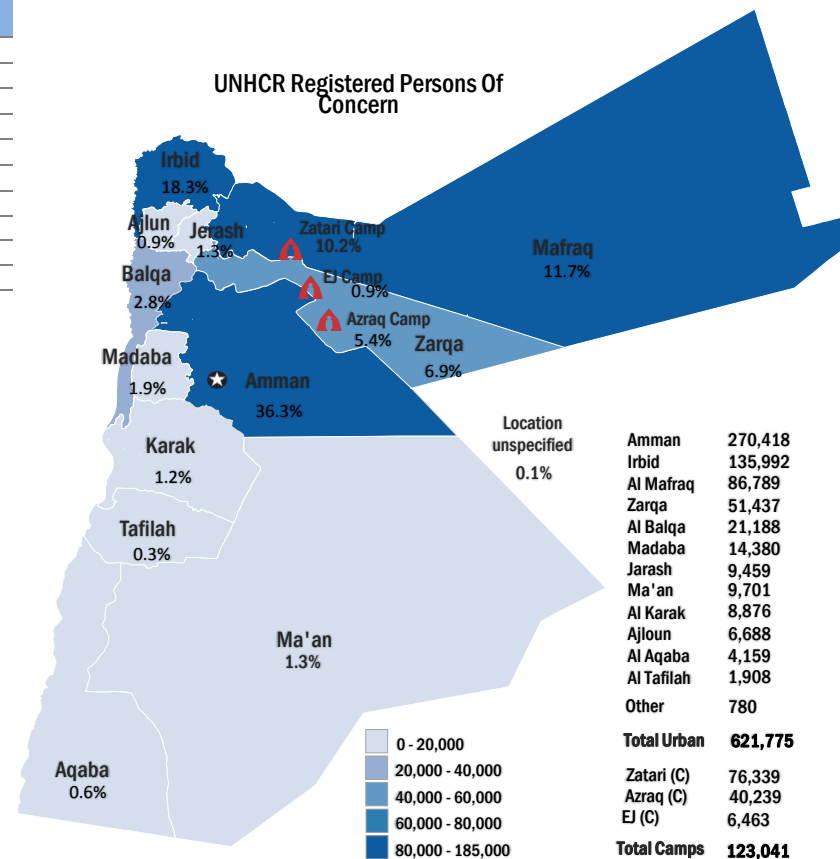 UNHCR Registered Persons Of
Concern
Irbid
18.3%
Ajlun
0.9%
Jerash
1.3%
Zatari Camp
10.2%
Mafraq
11.7%
Balqa
2.8%
EJ Camp
0.9%
Azraq Camp
5.4%
Zarqa
6.9%
Madaba
1.9%
Amman
36.3%
Karak
1.2%
Location
unspecified
0.1%
Tafilah
0.3%
Ma'an
1.3%
Aqaba
0.6%
0 - 20,000
20,000 - 40,000
40,000 - 60,000
60,000 - 80,000
80,000 - 185,000
Amman 270,418
Irbid 135,992
Al Mafraq 86,789
Zarqa 51,437
Al Balqa 21,188
Madaba 14,380
Jarash 9,459
Ma'an 9,701
Al Karak 8,876
Ajloun 6,688
Al Aqaba 4,159
Al Tafilah 1,908
Other 780
Total Urban 621,775
Zatari (C) 76,339
Azraq (C) 40,239
EJ (C) 6,463
Total Camps 123,041